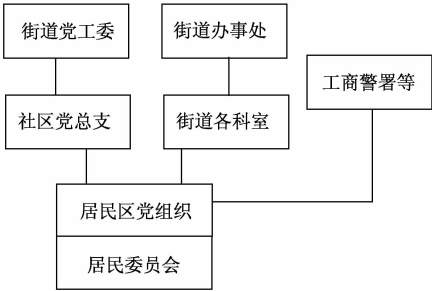 街道党工委
街道办事处
工商警署等
社区党总支
街道各科室
居民区党组织
居民委员会